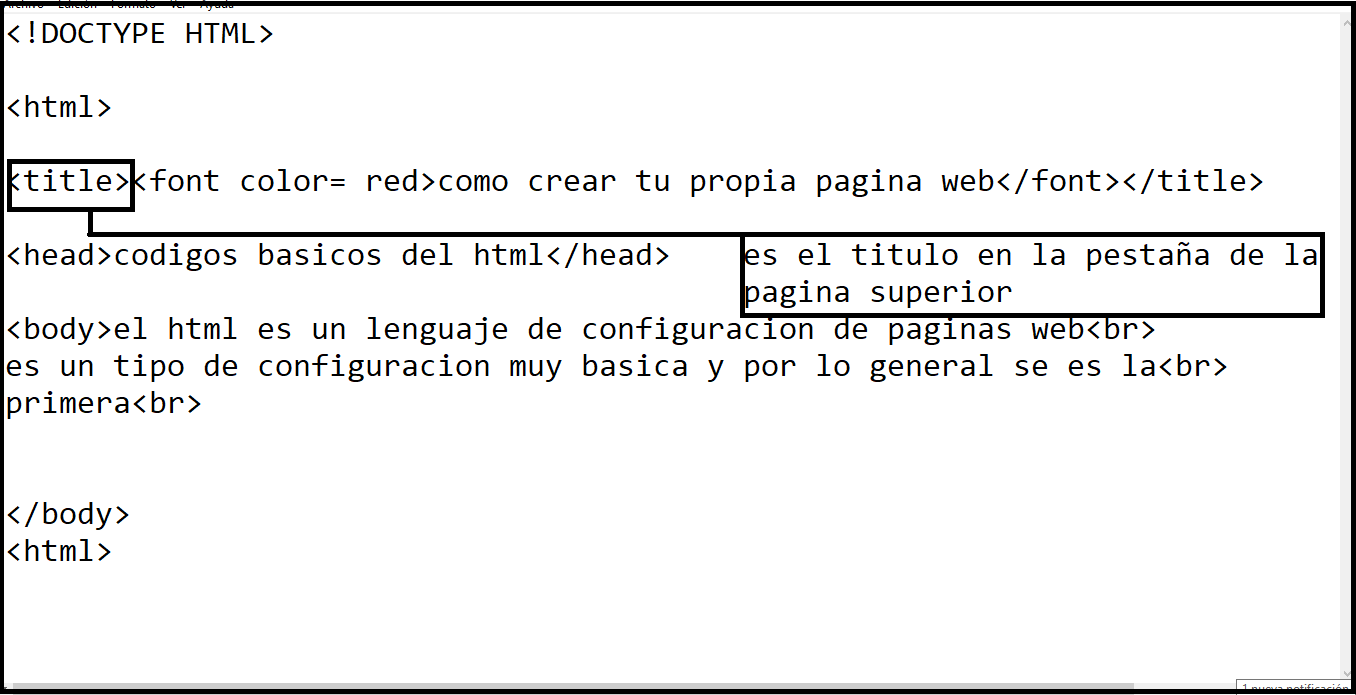 Archivo Edición Formato Ver Ayuda
<!DOCTYPE HTML>
<html>
<title><font color= red>como crear tu propia pagina web</font></title>
<head>codigos basicos del html</head>
es el titulo en la pestaña de la
pagina superior
<body>el html es un lenguaje de configuracion de paginas web<br>
es un tipo de configuracion muy basica y por lo general se es la<br>
primera<br>
</body>
<html>
1 nueva notificación